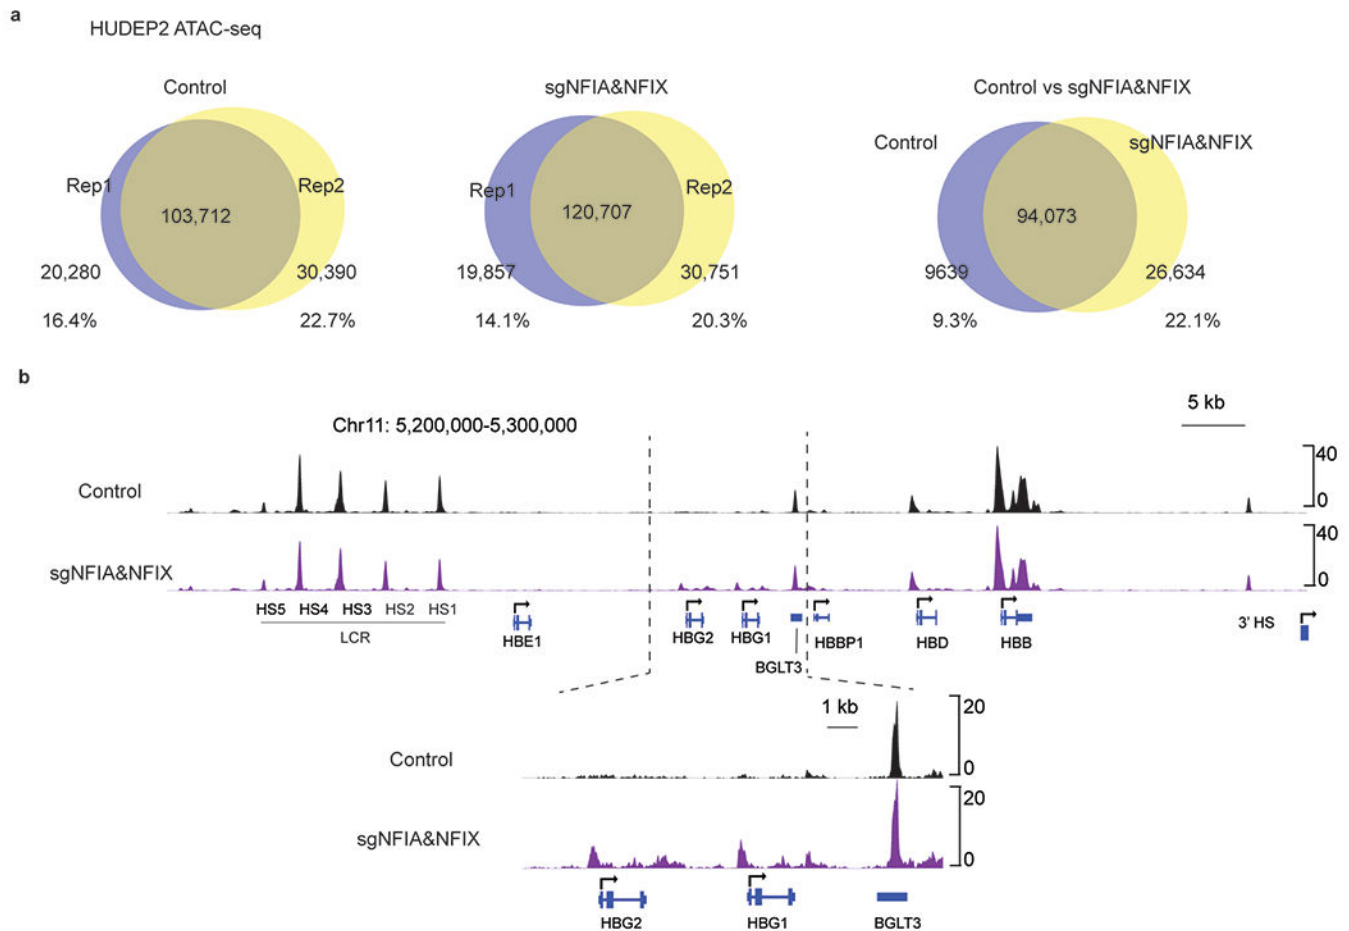 a
HUDEP2 ATAC-seq
Control
sgNFIA&NFIX
Control vs sgNFIA&NFIX
Rep1
Rep2
103,712
20,280
30,390
16.4%
22.7%
Rep1
Rep2
120,707
19,857
30,751
14.1%
20.3%
Control
sgNFIA&NFIX
94,073
9639
26,634
9.3%
22.1%
b
5 kb
Chr11: 5,200,000-5,300,000
Control
40
0
sgNFIA&NFIX
40
0
HS5 HS4 HS3 HS2 HS1
LCR
HBE1
HBG2
HBG1
BGLT3
HBBP1
HBD
HBB
3' HS
1 kb
Control
20
0
sgNFIA&NFIX
20
0
HBG2
HBG1
BGLT3